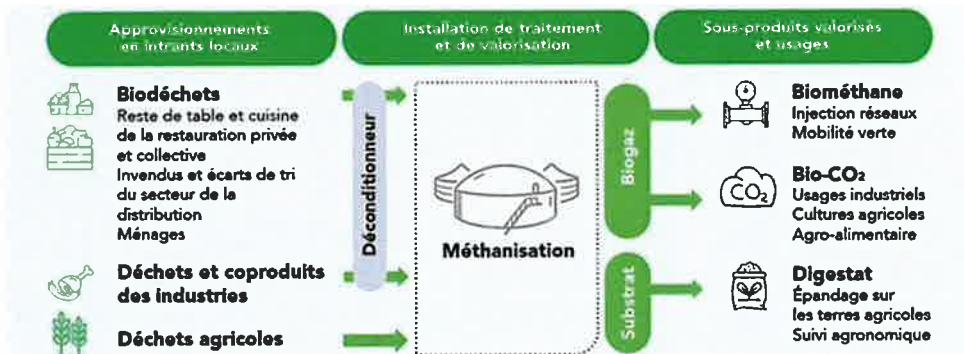 Approvisionnements
en intrants locaux
Installation de traitement
et de valorisation
Sous-produits valorisés
et usages
Biodéchets
Reste de table et cuisine
de la restauration privée
et collective
Invendus et écarts de tri
du secteur de la
distribution
Ménages
Déchets et coproduits
des industries
Déchets agricoles
Déconditionneur
Méthanisation
Biogaz
Substrat
Biométhane
Injection réseaux
Mobilité verte
CO₂
Bio-CO₂
Usages industriels
Cultures agricoles
Agro-alimentaire
Digestat
Épandage sur
les terres agricoles
Suivi agronomique